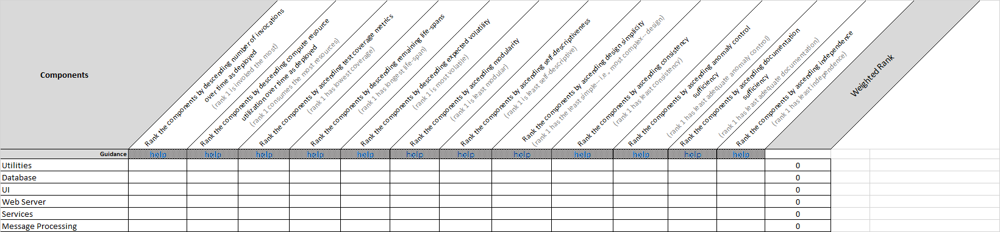 Components
Rank the components by descending number of invocations
over time as deployed
(rank 1 is invoked the most)
Rank the components by descending compute resource
utilization over time as deployed
(rank 1 consumes the most resources)
Rank the components by ascending test coverage metrics
(rank 1 has lowest coverage)
Rank the components by descending remaining life-spans
(rank 1 has longest life-span)
Rank the components by descending expected volatility
(rank 1 is most volatile)
Rank the components by ascending modularity
(rank 1 is least modular)
Rank the components by ascending self-descriptiveness
(rank 1 is least self-descriptive)
Rank the components by ascending design simplicity
(rank 1 has the least simple—i.e., most complex—design)
Rank the components by ascending consistency
(rank 1 has least consistency)
Rank the components by ascending anomaly control
sufficiency
(rank 1 has least adequate anomaly control)
Rank the components by ascending documentation
sufficiency
(rank 1 has least adequate documentation)
Rank the components by ascending independence
(rank 1 has least independence)
Weighted Rank
Guidance help help help help help help help help help help help help
Utilities 0
Database 0
UI 0
Web Server 0
Services 0
Message Processing 0